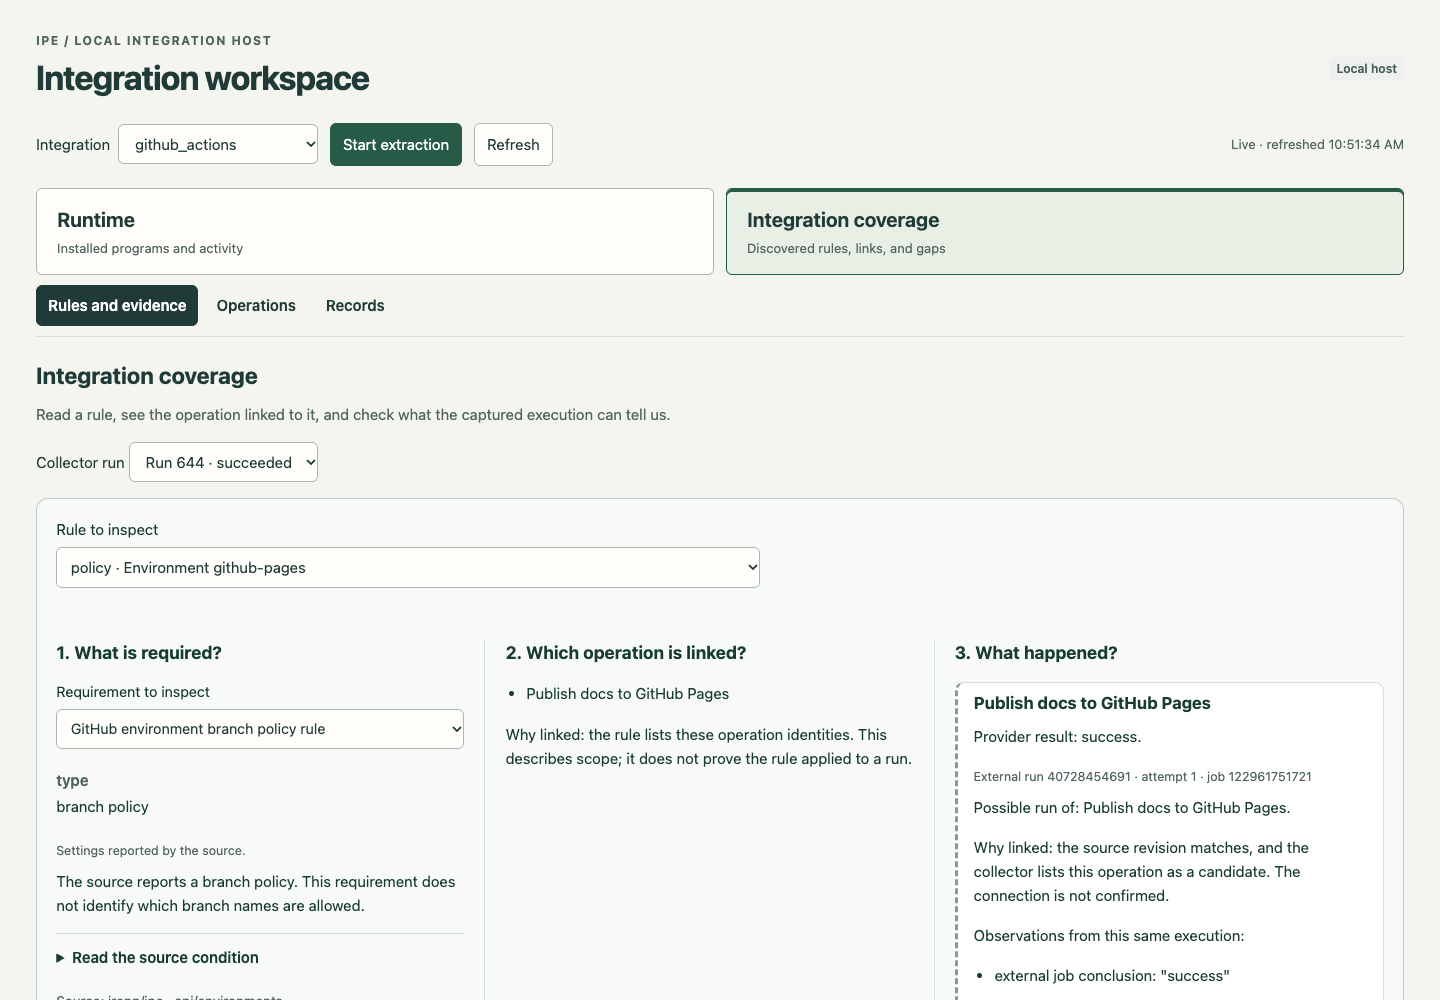 IPE / LOCAL INTEGRATION HOST
Integration workspace
Local host
Integration
github_actions
Start extraction
Refresh
Live · refreshed 10:51:34 AM
Runtime
Installed programs and activity
Integration coverage
Discovered rules, links, and gaps
Rules and evidence
Operations
Records
Integration coverage
Read a rule, see the operation linked to it, and check what the captured execution can tell us.
Collector run
Run 644 · succeeded
Rule to inspect
policy · Environment github-pages
1. What is required?
Requirement to inspect
GitHub environment branch policy rule
type
branch policy
Settings reported by the source.
The source reports a branch policy. This requirement does
not identify which branch names are allowed.
Read the source condition
2. Which operation is linked?
Publish docs to GitHub Pages
Why linked: the rule lists these operation identities. This
describes scope; it does not prove the rule applied to a run.
3. What happened?
Publish docs to GitHub Pages
Provider result: success.
External run 40728454691 · attempt 1 · job 122961751721
Possible run of: Publish docs to GitHub Pages.
Why linked: the source revision matches, and the
collector lists this operation as a candidate. The
connection is not confirmed.
Observations from this same execution:
external job conclusion: "success"